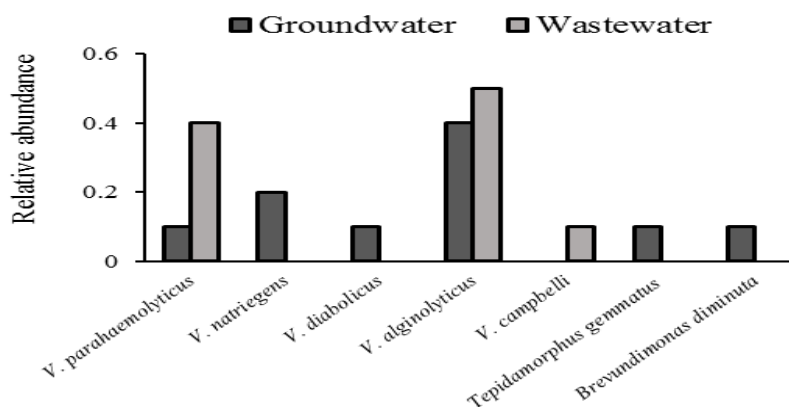 Groundwater Wastewater
Relative abundance
0.6
0.4
0.2
0
V. parahaemolyticus
V. natriegens
V. diabolicus
V. alginolyticus
V. campbelli
Tepidamorphus gemmatus
Brevundimonas diminuta